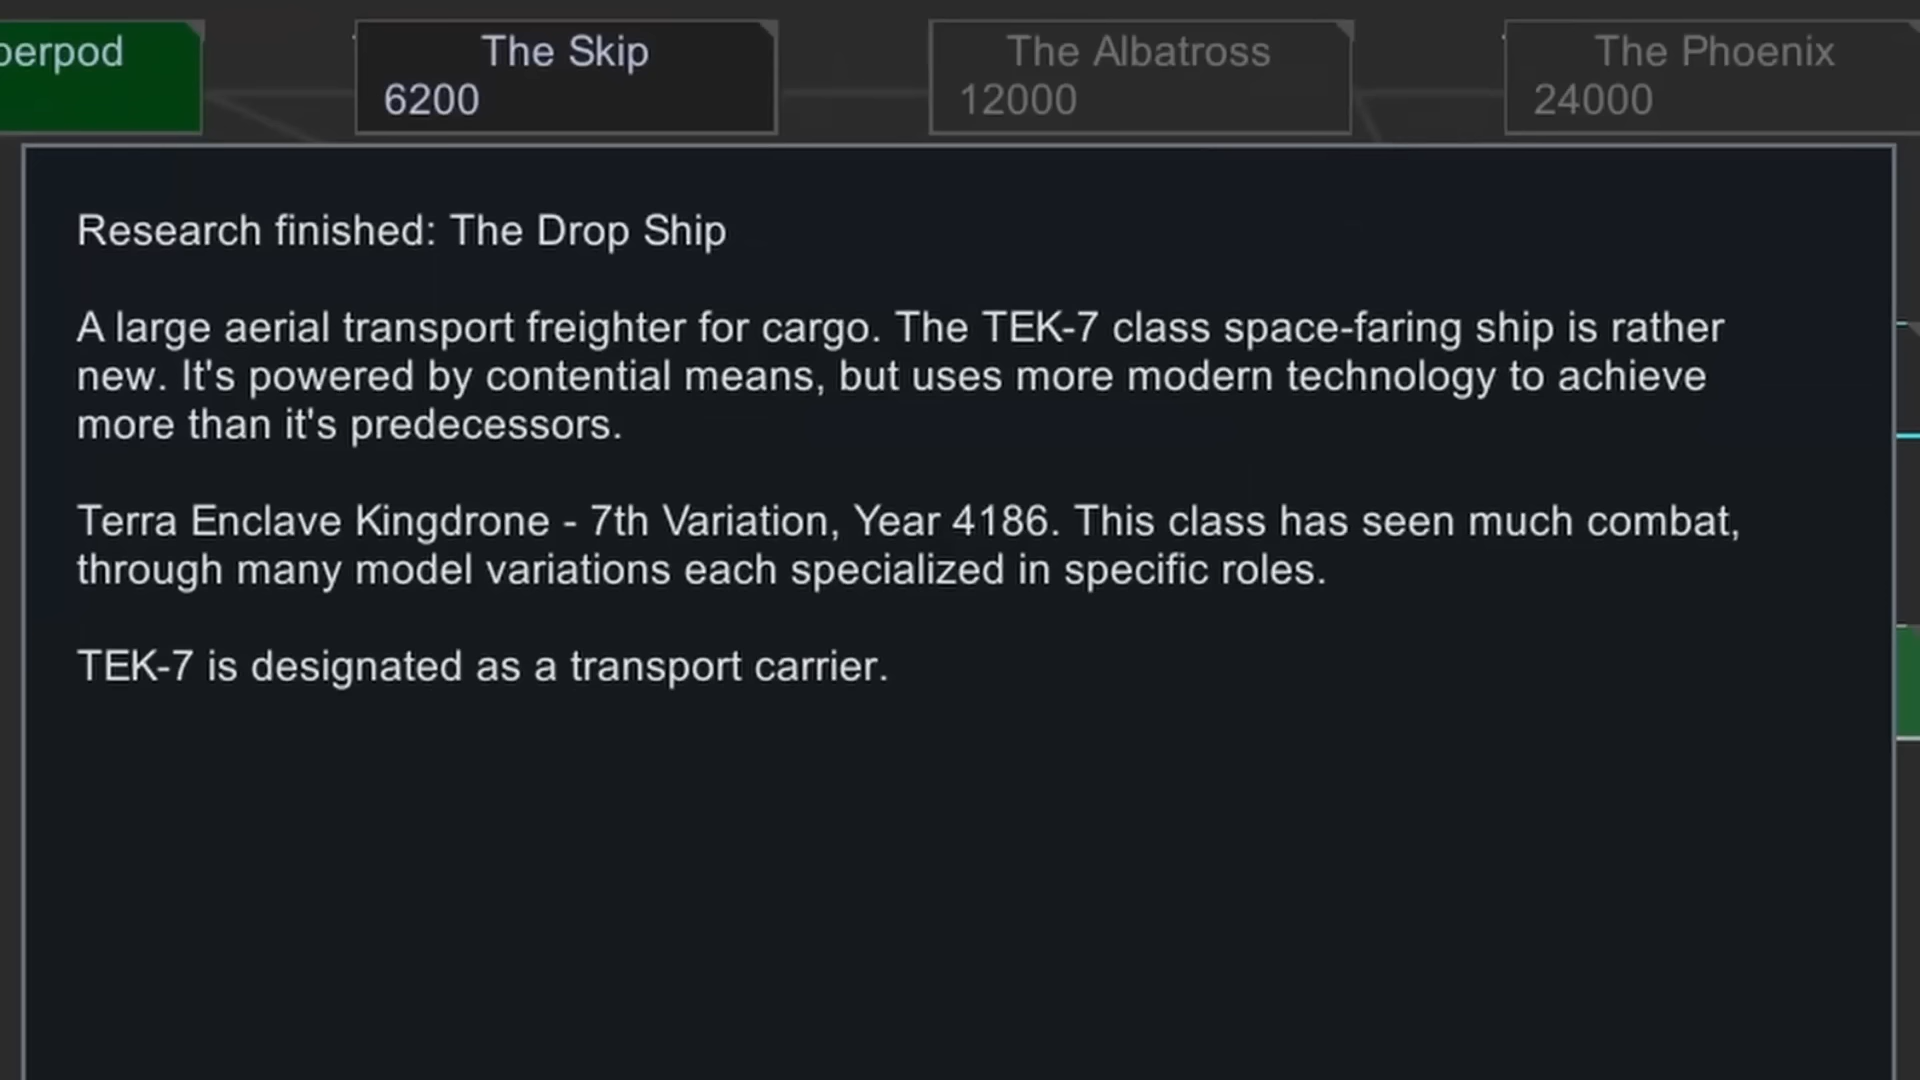 perpod
The Skip
6200
The Albatross
12000
The Phoenix
24000
Research finished: The Drop Ship
A large aerial transport freighter for cargo. The TEK-7 class space-faring ship is rather
new. It's powered by contential means, but uses more modern technology to achieve
more than it's predecessors.
Terra Enclave Kingdrone - 7th Variation, Year 4186. This class has seen much combat,
through many model variations each specialized in specific roles.
TEK-7 is designated as a transport carrier.